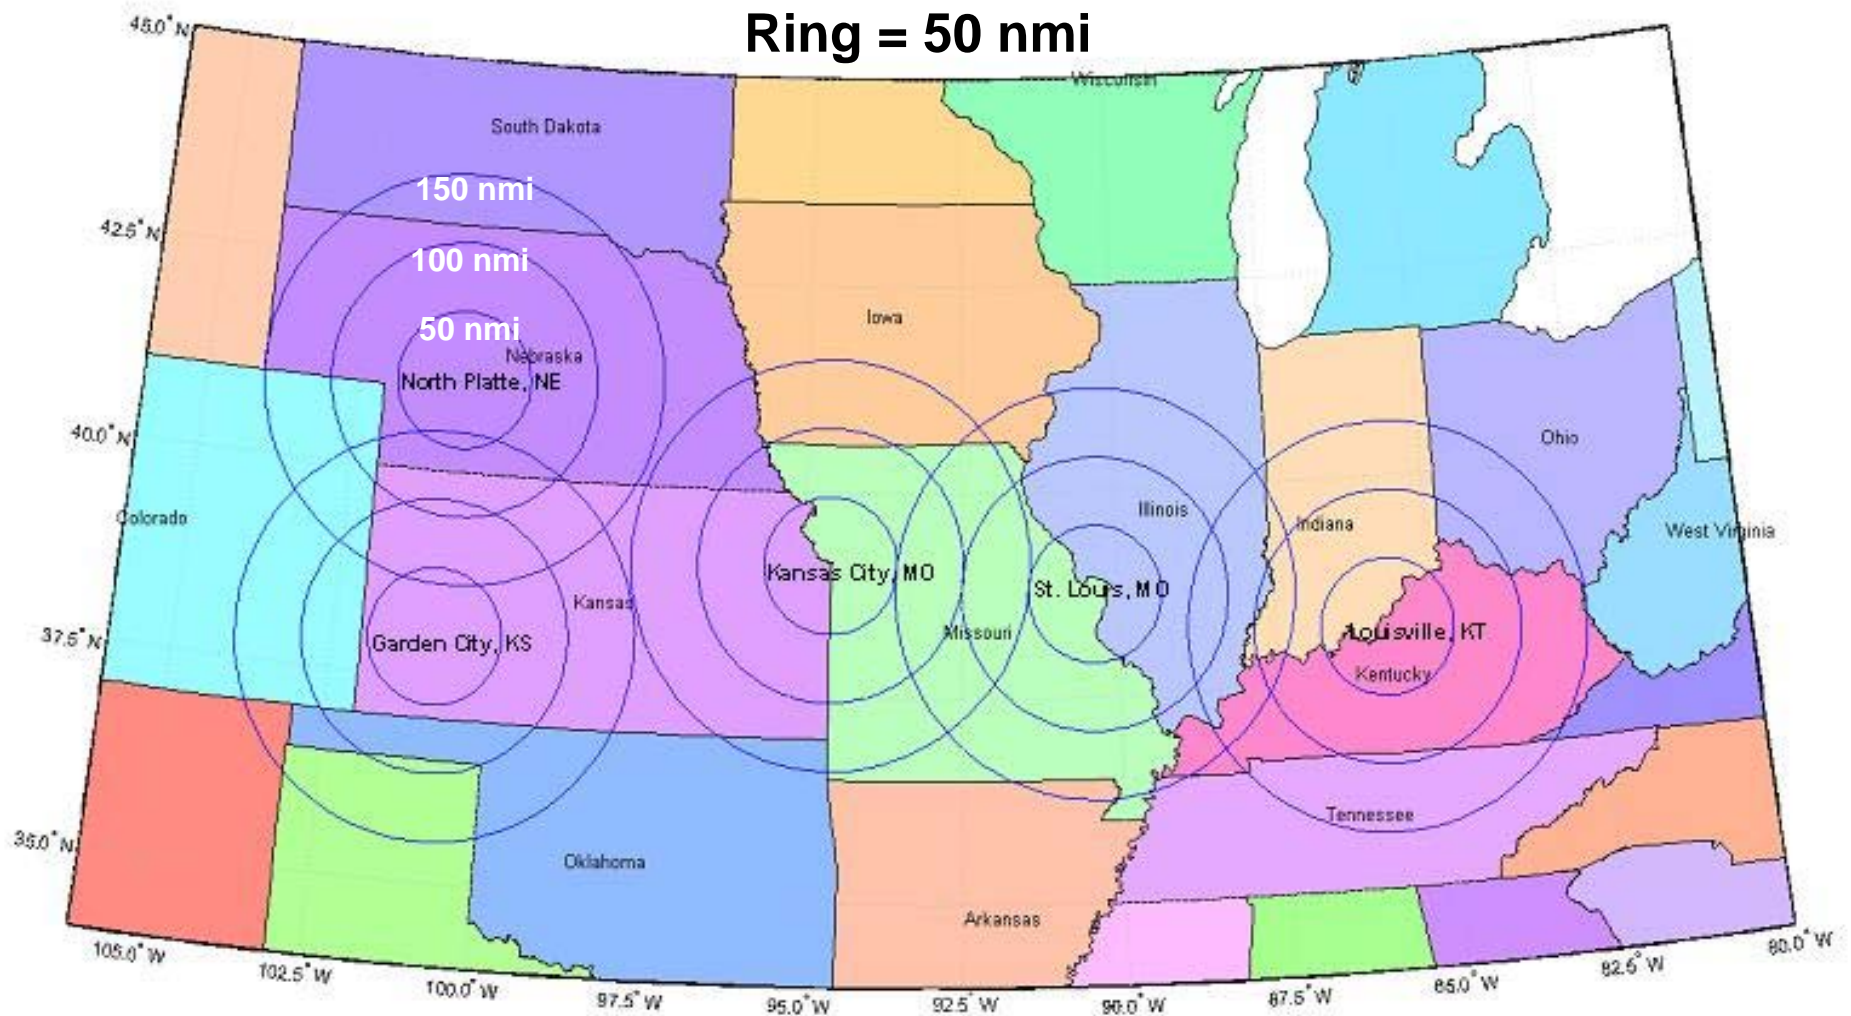 Ring = 50 nmi
45.0° N
Wisconsin
South Dakota
150 nmi
42.5° N
100 nmi
Iowa
50 nmi
Nebraska
North Platte, NE
40.0° N
Ohio
Colorado
Illinois
Indiana
West Virginia
Kansas City, MO
St. Louis, MO
Kansas
Missouri
Louisville, KT
37.5° N
Garden City, KS
Kentucky
Tennessee
35.0° N
Oklahoma
Arkansas
105.0° W
102.5° W
100.0° W
97.5° W
95.0° W
92.5° W
90.0° W
87.5° W
85.0° W
82.5° W
80.0° W